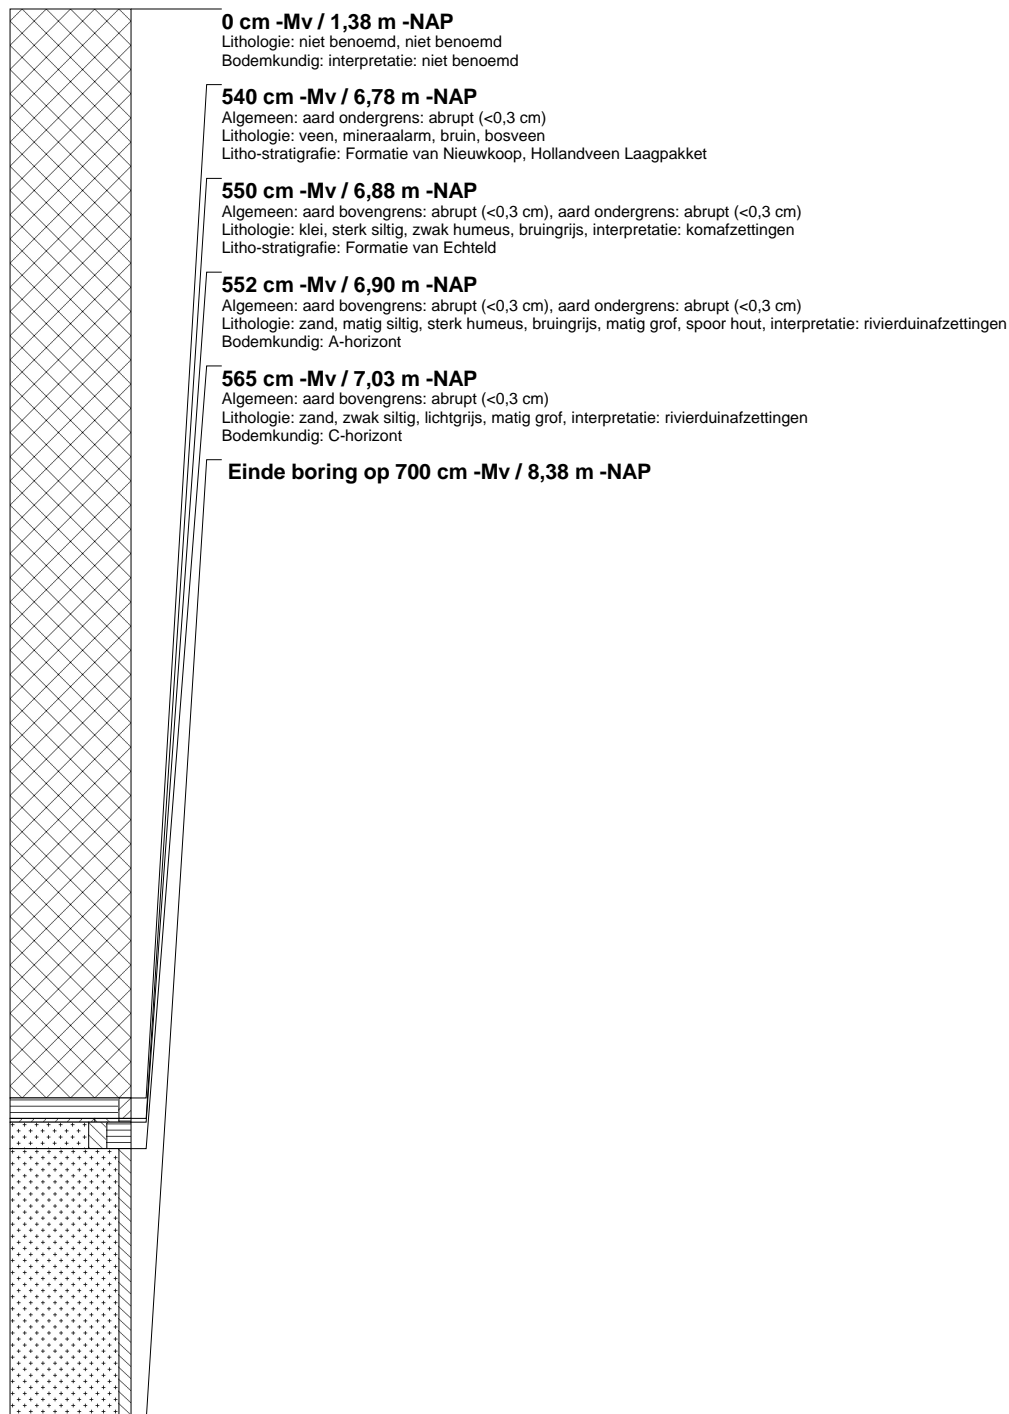 0 cm -Mv / 1,38 m -NAP
Lithologie: niet benoemd, niet benoemd
Bodemkundig: interpretatie: niet benoemd
540 cm -Mv / 6,78 m -NAP
Algemeen: aard ondergrens: abrupt (<0,3 cm)
Lithologie: veen, mineraalarm, bruin, bosveen
Litho-stratigrafie: Formatie van Nieuwkoop, Hollandveen Laagpakket
550 cm -Mv / 6,88 m -NAP
Algemeen: aard bovengrens: abrupt (<0,3 cm), aard ondergrens: abrupt (<0,3 cm)
Lithologie: klei, sterk siltig, zwak humeus, bruingrijs, interpretatie: komafzettingen
Litho-stratigrafie: Formatie van Echteld
552 cm -Mv / 6,90 m -NAP
Algemeen: aard bovengrens: abrupt (<0,3 cm), aard ondergrens: abrupt (<0,3 cm)
Lithologie: zand, matig siltig, sterk humeus, bruingrijs, matig grof, spoor hout, interpretatie: rivierduinafzettingen
Bodemkundig: A-horizont
565 cm -Mv / 7,03 m -NAP
Algemeen: aard bovengrens: abrupt (<0,3 cm)
Lithologie: zand, zwak siltig, lichtgrijs, matig grof, interpretatie: rivierduinafzettingen
Bodemkundig: C-horizont
Einde boring op 700 cm -Mv / 8,38 m -NAP